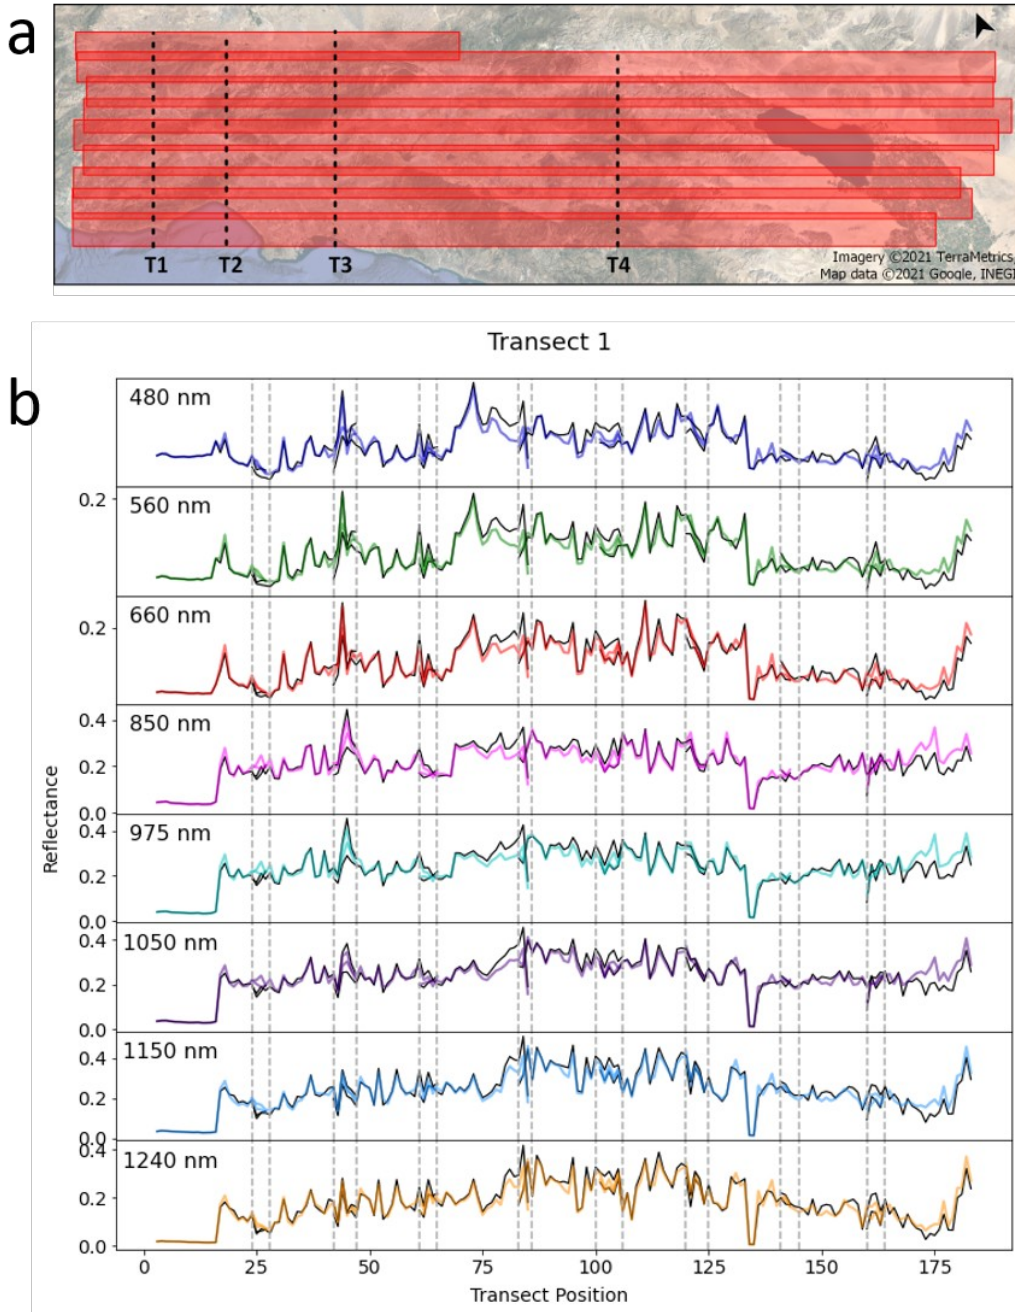 a
T1 T2 T3 T4
Imagery ©2021 TerraMetrics,
Map data ©2021 Google, INEGI
Transect 1
b
480 nm
0.2
560 nm
0.2
660 nm
0.4
850 nm
0.2
0.0
0.4
975 nm
0.2
0.0
0.4
1050 nm
0.2
0.0
1150 nm
0.4
0.2
0.0
0.4
1240 nm
0.2
0.0
Reflectance
0 25 50 75 100 125 150 175
Transect Position